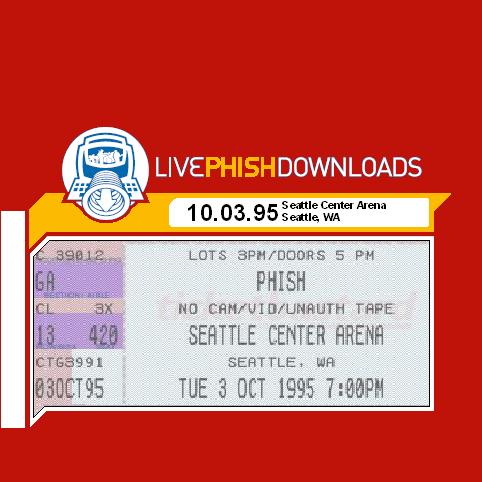 LIVEPHISHDOWNLOADS
10.03.95 Seattle Center Arena
Seattle, WA
C 39012 LOTS 3PM/DOORS 5 PM
GA PHISH
CL 3X NO CAM/VID/UNAUTH TAPE
13 420 SEATTLE CENTER ARENA
CTG3991 SEATTLE, WA
03OCT95 TUE 3 OCT 1995 7:00PM